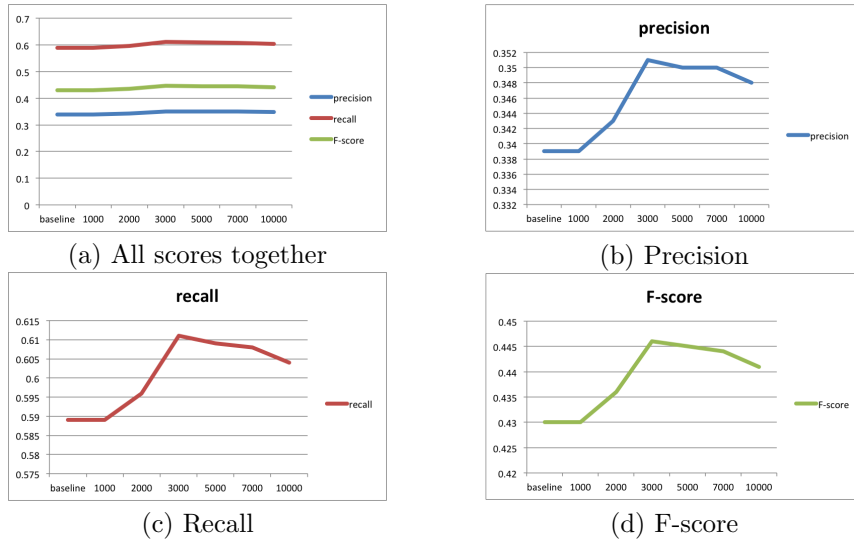 0.7
0.6
0.5
0.4
0.3
0.2
0.1
0
baseline 1000 2000 3000 5000 7000 10000
precision
recall
F-score
(a) All scores together
precision
0.352
0.35
0.348
0.346
0.344
0.342
0.34
0.338
0.336
0.334
0.332
baseline 1000 2000 3000 5000 7000 10000
precision
(b) Precision
recall
0.615
0.61
0.605
0.6
0.595
0.59
0.585
0.58
0.575
baseline 1000 2000 3000 5000 7000 10000
recall
(c) Recall
F-score
0.45
0.445
0.44
0.435
0.43
0.425
0.42
baseline 1000 2000 3000 5000 7000 10000
F-score
(d) F-score